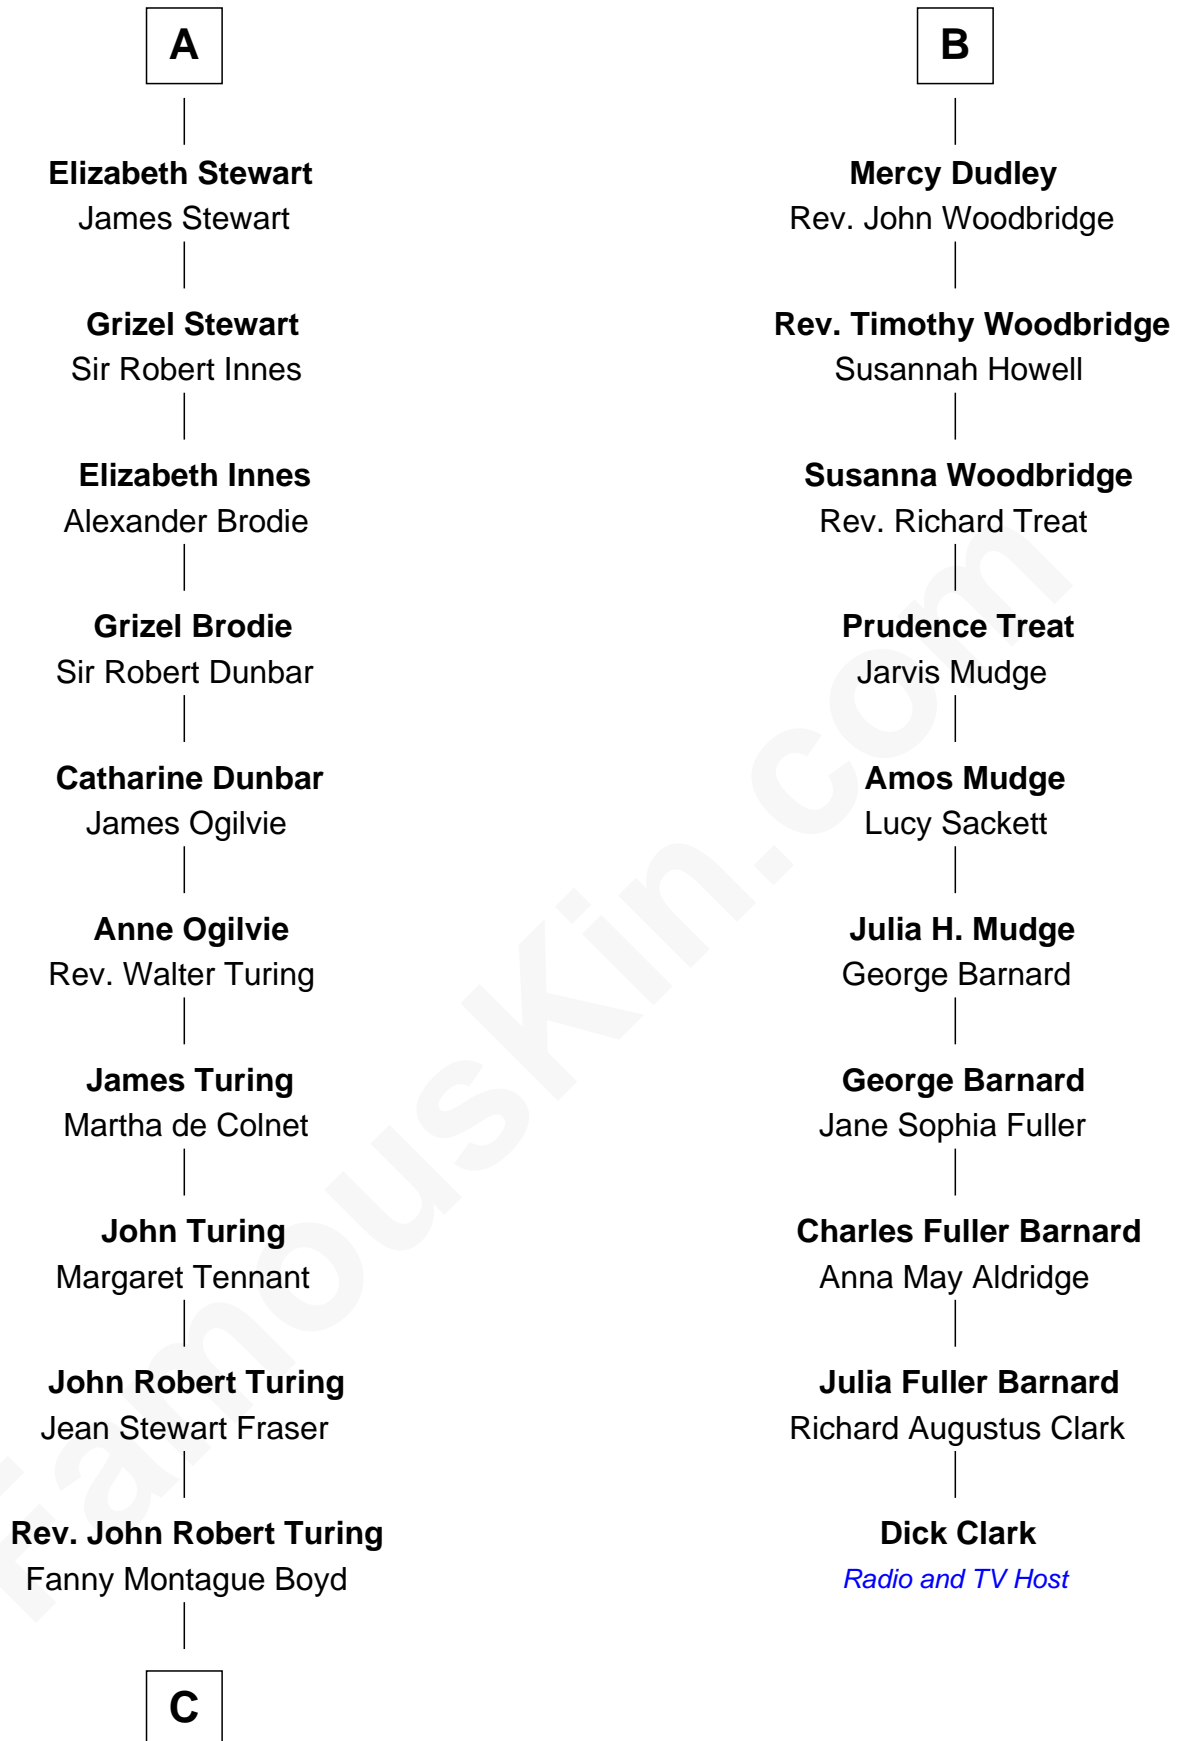 A
Elizabeth Stewart
James Stewart
Grizel Stewart
Sir Robert Innes
Elizabeth Innes
Alexander Brodie
Grizel Brodie
Sir Robert Dunbar
Catharine Dunbar
James Ogilvie
Anne Ogilvie
Rev. Walter Turing
James Turing
Martha de Colnet
John Turing
Margaret Tennant
John Robert Turing
Jean Stewart Fraser
Rev. John Robert Turing
Fanny Montague Boyd
C
B
Mercy Dudley
Rev. John Woodbridge
Rev. Timothy Woodbridge
Susannah Howell
Susanna Woodbridge
Rev. Richard Treat
Prudence Treat
Jarvis Mudge
Amos Mudge
Lucy Sackett
Julia H. Mudge
George Barnard
George Barnard
Jane Sophia Fuller
Charles Fuller Barnard
Anna May Aldridge
Julia Fuller Barnard
Richard Augustus Clark
Dick Clark
Radio and TV Host
FamousKin.com